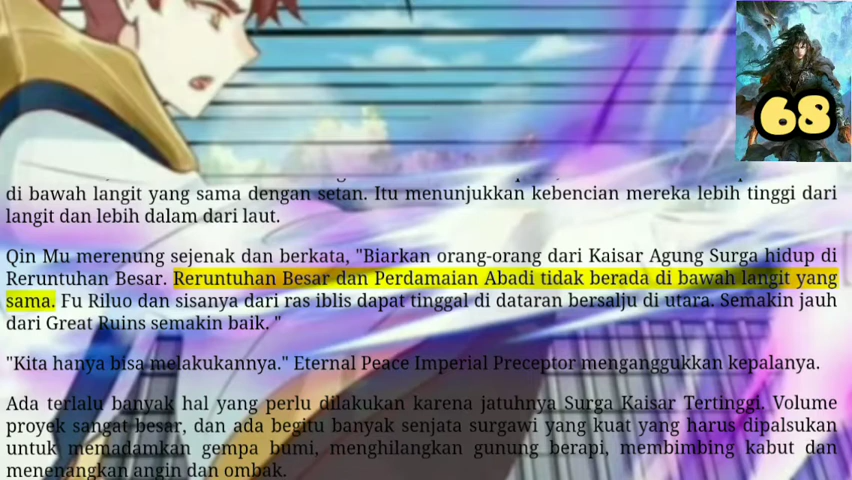 68
di bawah langit yang sama dengan setan. Itu menunjukkan kebencian mereka lebih tinggi dari
langit dan lebih dalam dari laut.
Qin Mu merenung sejenak dan berkata, "Biarkan orang-orang dari Kaisar Agung Surga hidup di
Reruntuhan Besar. Reruntuhan Besar dan Perdamaian Abadi tidak berada di bawah langit yang
sama. Fu Riluo dan sisanya dari ras iblis dapat tinggal di dataran bersalju di utara. Semakin jauh
dari Great Ruins semakin baik. "
"Kita hanya bisa melakukannya." Eternal Peace Imperial Preceptor menganggukkan kepalanya.
Ada terlalu banyak hal yang perlu dilakukan karena jatuhnya Surga Kaisar Tertinggi. Volume
proyek sangat besar, dan ada begitu banyak senjata surgawi yang kuat yang harus dipalsukan
untuk memadamkan gempa bumi, menghilangkan gunung berapi, membimbing kabut dan
menenangkan angin dan ombak.